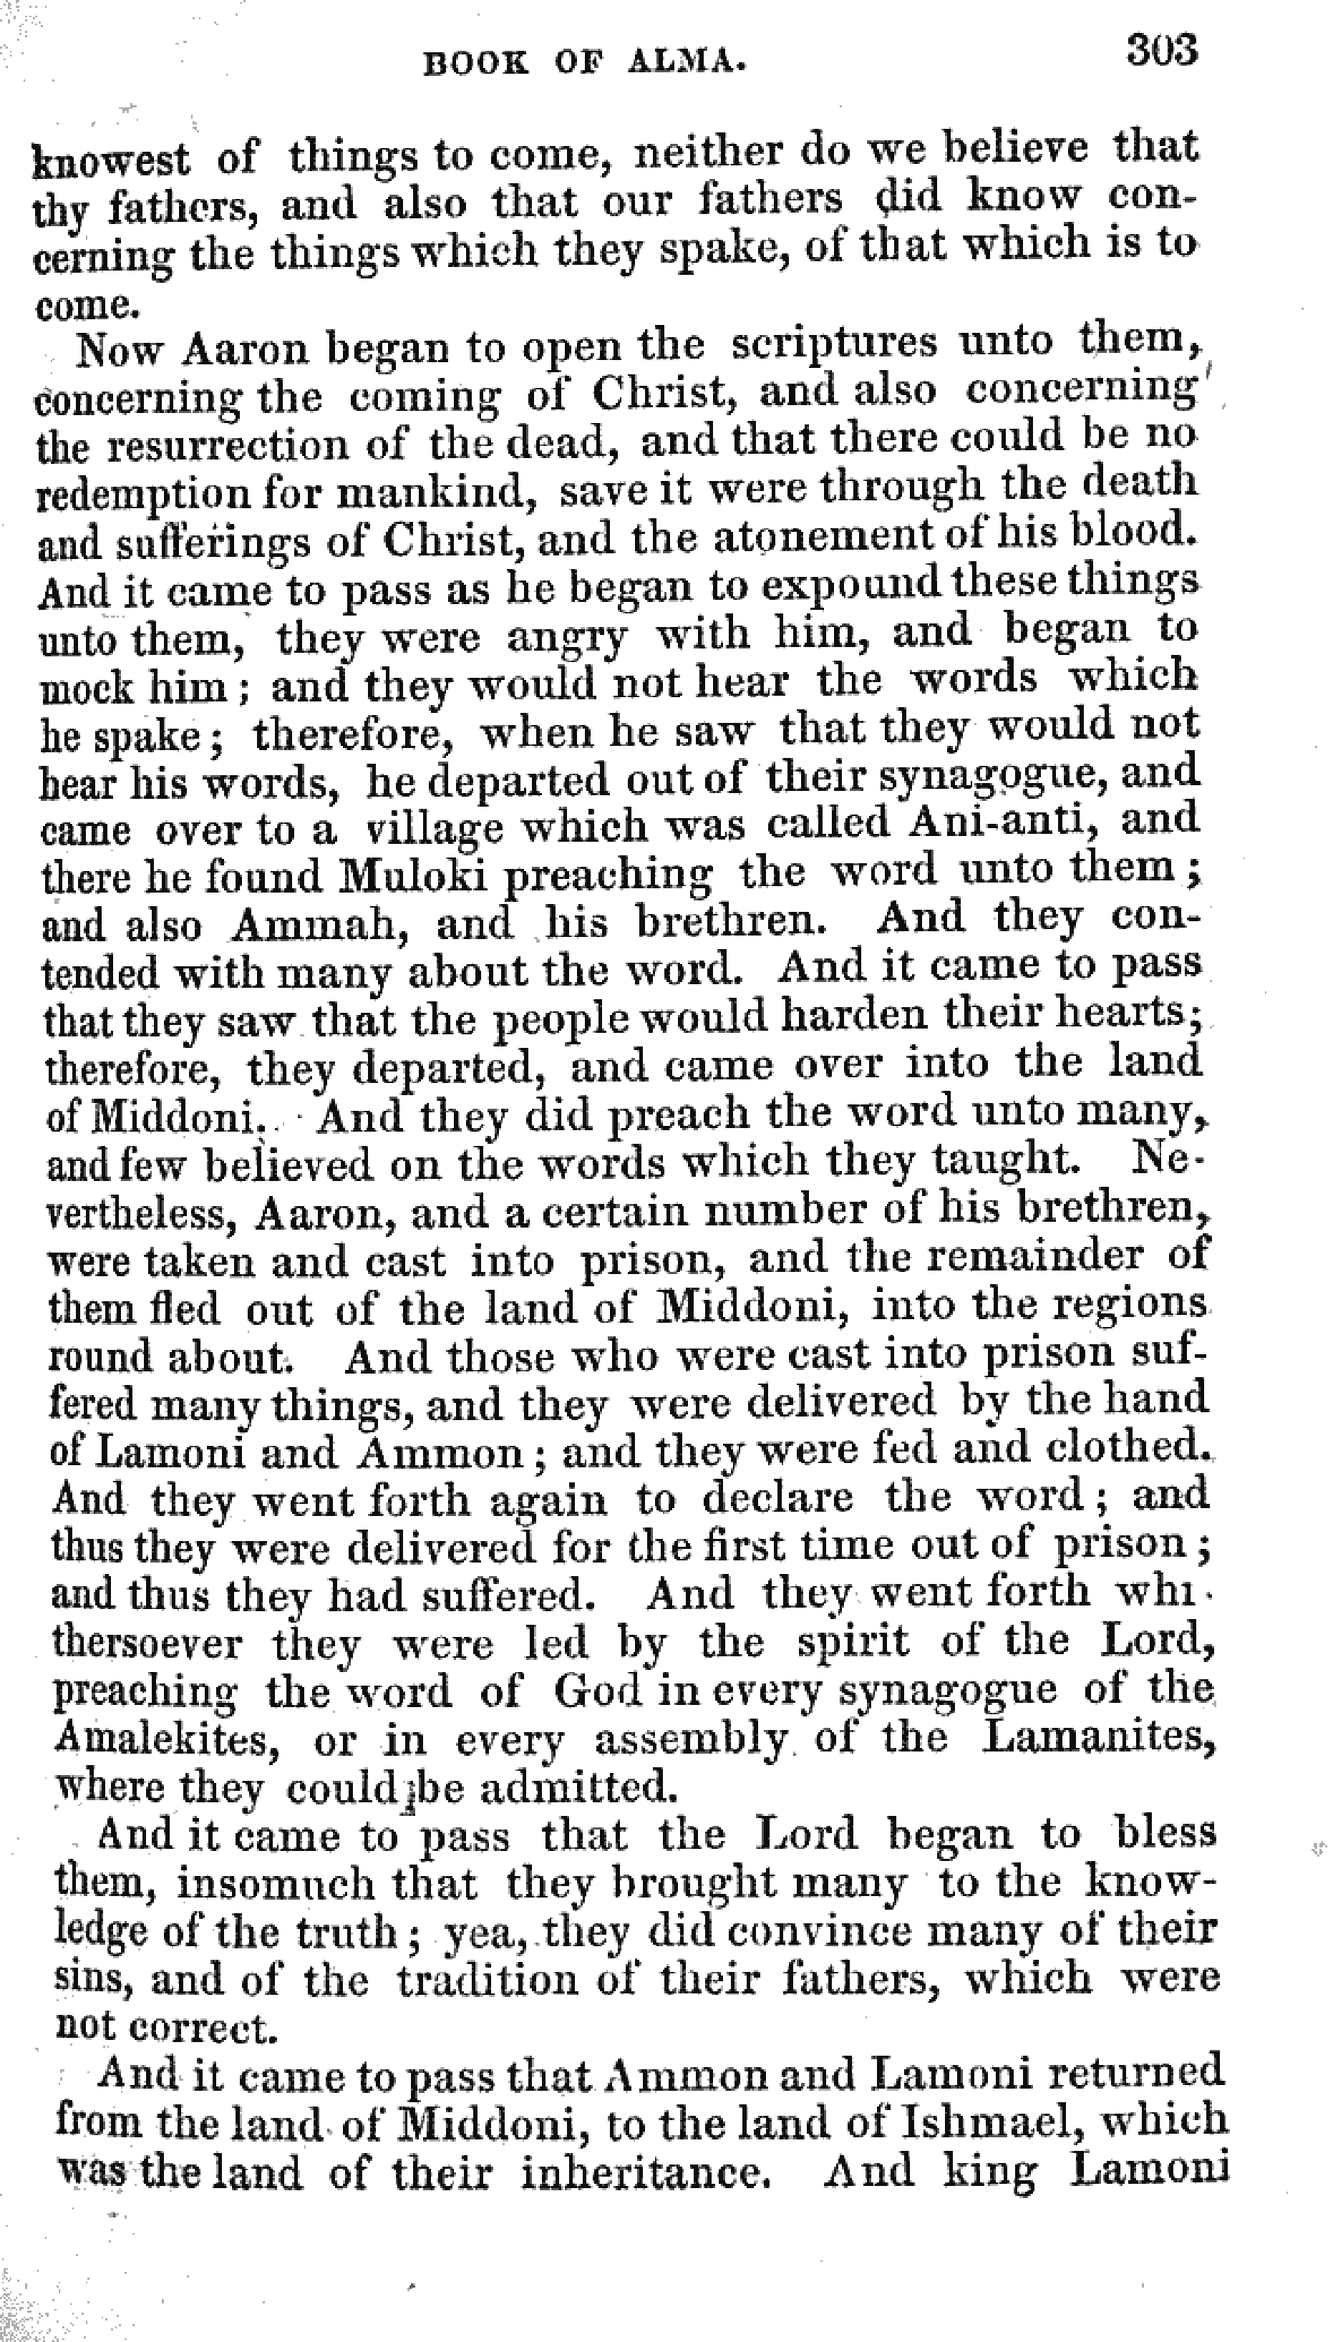 BOOK OF ALMA. 303
knowest of things to come, neither do we believe that
thy fathers, and also that our fathers did know con-
cerning the things which they spake, of that which is to
come.
Now Aaron began to open the scriptures unto them,
concerning the coming of Christ, and also concerning
the resurrection of the dead, and that there could be no
redemption for mankind, save it were through the death
and sufferings of Christ, and the atonement of his blood.
And it came to pass as he began to expound these things
unto them, they were angry with him, and began to
mock him; and they would not hear the words which
he spake; therefore, when he saw that they would not
hear his words, he departed out of their synagogue, and
came over to a village which was called Ani-anti, and
there he found Muloki preaching the word unto them;
and also Ammah, and his brethren. And they con-
tended with many about the word. And it came to pass
that they saw that the people would harden their hearts;
therefore, they departed, and came over into the land
of Middoni. And they did preach the word unto many,
and few believed on the words which they taught. Ne-
vertheless, Aaron, and a certain number of his brethren,
were taken and cast into prison, and the remainder of
them fled out of the land of Middoni, into the regions
round about. And those who were cast into prison suf-
fered many things, and they were delivered by the hand
of Lamoni and Ammon; and they were fed and clothed.
And they went forth again to declare the word; and
thus they were delivered for the first time out of prison;
and thus they had suffered. And they went forth whi-
thersoever they were led by the spirit of the Lord,
preaching the word of God in every synagogue of the
Amalekites, or in every assembly of the Lamanites,
where they could be admitted.
And it came to pass that the Lord began to bless
them, insomuch that they brought many to the know-
ledge of the truth; yea, they did convince many of their
sins, and of the tradition of their fathers, which were
not correct.
And it came to pass that Ammon and Lamoni returned
from the land of Middoni, to the land of Ishmael, which
was the land of their inheritance. And king Lamoni